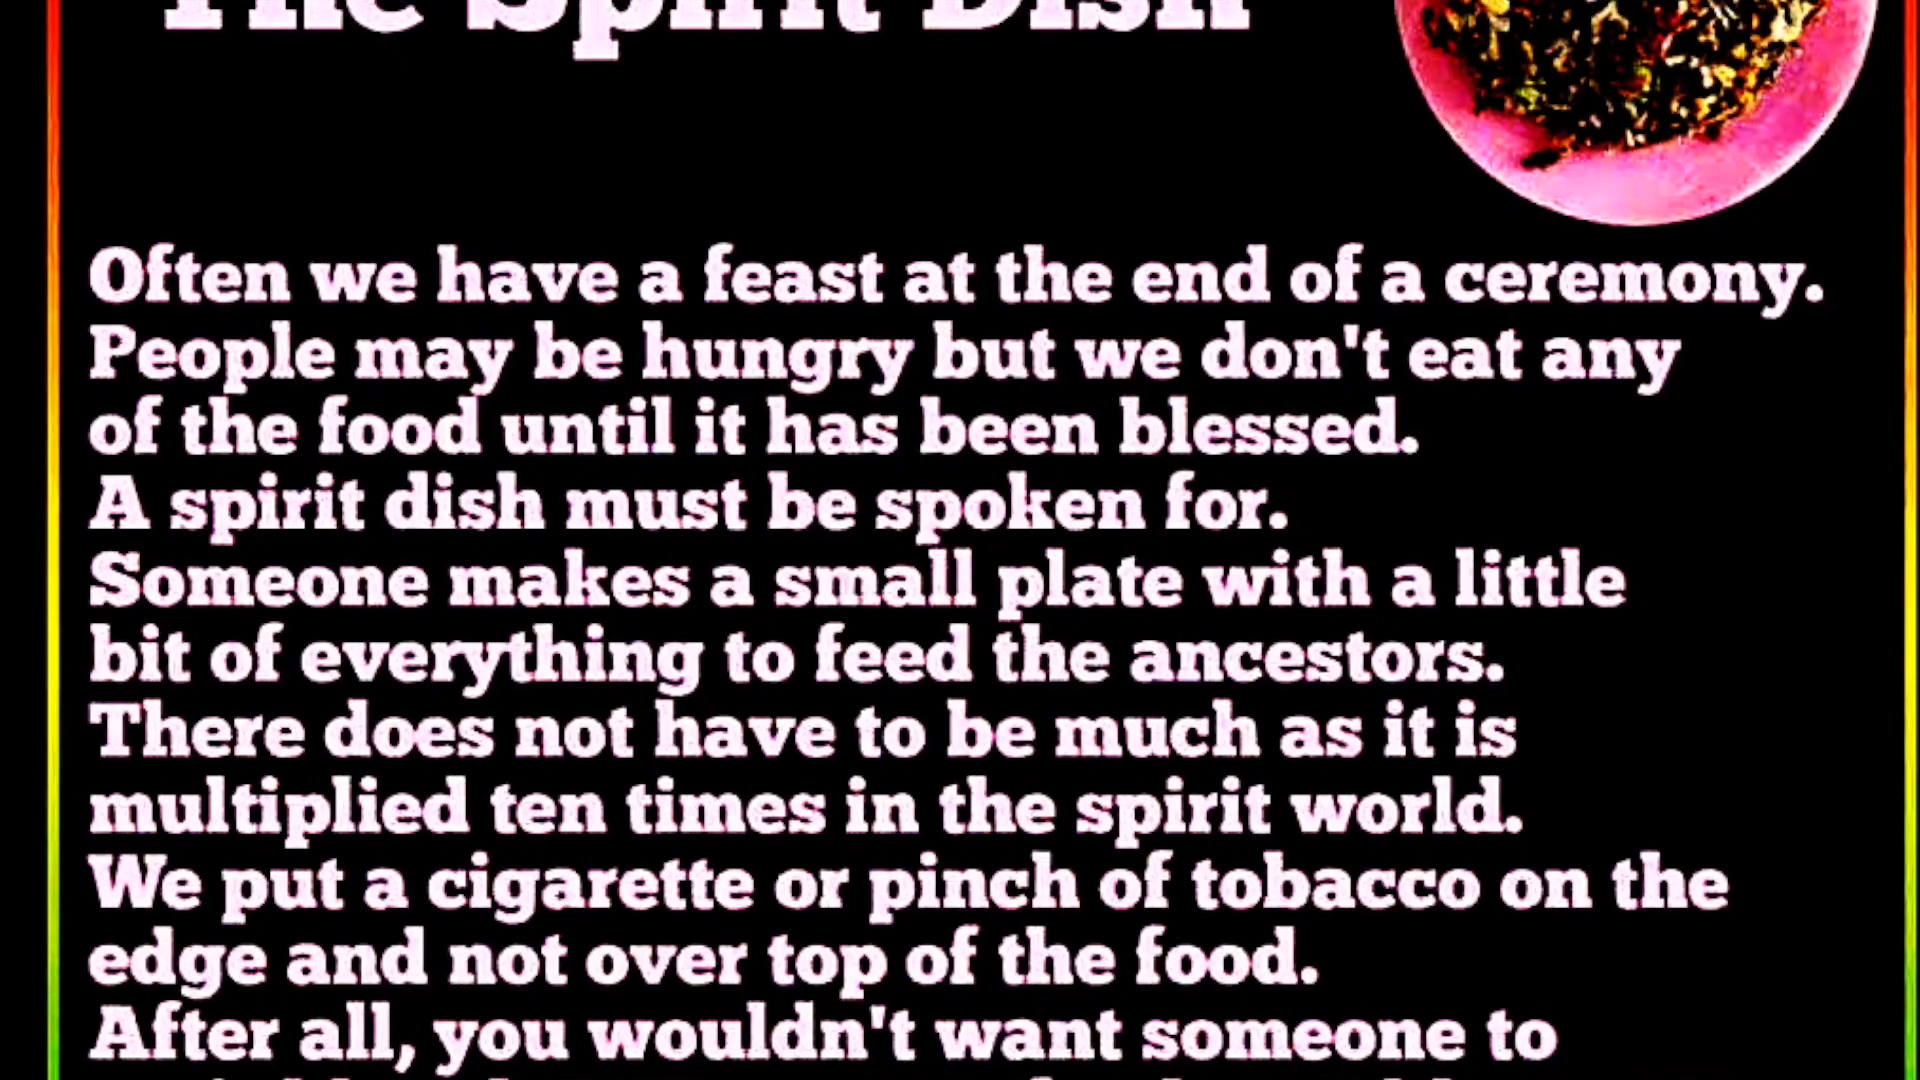 The Spirit Dish
Often we have a feast at the end of a ceremony.
People may be hungry but we don't eat any
of the food until it has been blessed.
A spirit dish must be spoken for.
Someone makes a small plate with a little
bit of everything to feed the ancestors.
There does not have to be much as it is
multiplied ten times in the spirit world.
We put a cigarette or pinch of tobacco on the
edge and not over top of the food.
After all, you wouldn't want someone to